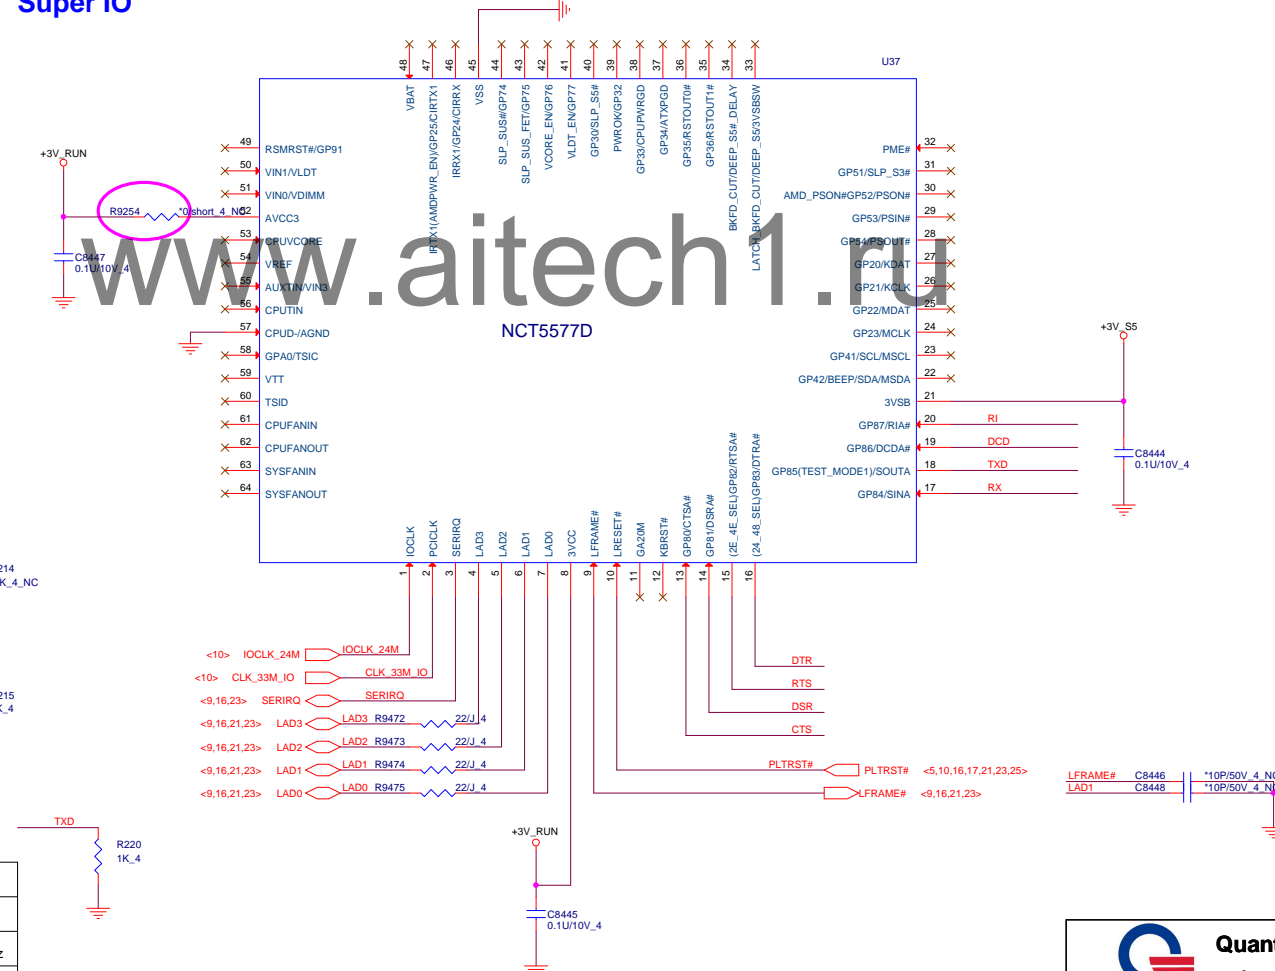 Super IO
U37
48
47
46
45
44
43
42
41
40
39
38
37
36
35
34
33
VBAT
IRTX1(AMDPWR_EN)/GP25/CIRTX1
IRRX1/GP24/CIRRX
VSS
SLP_SUS#/GP74
SLP_SUS_FET/GP75
VCORE_EN/GP76
VLDT_EN/GP77
GP30/SLP_S5#
PWROK/GP32
GP33/CPUPWRGD
GP34/ATXPGD
GP35/RSTOUT0#
GP36/RSTOUT1#
BKFD_CUT/DEEP_S5#_DELAY
LATCH_BKFD_CUT/DEEP_S5/3VSBSW
+3V_RUN
R9254
*0/short_4_NC
C8447
0.1U/10V_4
49 RSMRST#/GP91
50 VIN1/VLDT
51 VIN0/VDIMM
52 AVCC3
53 CPUVCORE
54 VREF
55 AUXTIN/VIN3
56 CPUTIN
57 CPUD-/AGND
58 GPA0/TSIC
59 VTT
60 TSID
61 CPUFANIN
62 CPUFANOUT
63 SYSFANIN
64 SYSFANOUT
www.aitech1.ru
NCT5577D
PME# 32
GP51/SLP_S3# 31
AMD_PSON#GP52/PSON# 30
GP53/PSIN# 29
GP54/PSOUT# 28
GP20/KDAT 27
GP21/KCLK 26
GP22/MDAT 25
GP23/MCLK 24
GP41/SCL/MSCL 23
GP42/BEEP/SDA/MSDA 22
3VSB 21
GP87/RIA# 20 RI
GP86/DCDA# 19 DCD
GP85(TEST_MODE1)/SOUTA 18 TXD
GP84/SINA 17 RX
+3V_S5
C8444
0.1U/10V_4
IOCLK
PCICLK
SERIRQ
LAD3
LAD2
LAD1
LAD0
3VCC
LFRAME#
LRESET#
GA20M
KBRST#
GP80/CTSA#
GP81/DSRA#
(2E_4E_SEL)GP82/RTSA#
(24_48_SEL)GP83/DTRA#
1
2
3
4
5
6
7
8
9
10
11
12
13
14
15
16
214
K_4_NC
215
K_4
<10> IOCLK_24M IOCLK_24M
<10> CLK_33M_IO CLK_33M_IO
<9,16,23> SERIRQ SERIRQ
<9,16,21,23> LAD3 LAD3 R9472 22/J_4
<9,16,21,23> LAD2 LAD2 R9473 22/J_4
<9,16,21,23> LAD1 LAD1 R9474 22/J_4
<9,16,21,23> LAD0 LAD0 R9475 22/J_4
DTR
RTS
DSR
CTS
PLTRST# PLTRST# <5,10,16,17,21,23,25>
LFRAME# <9,16,21,23>
LFRAME# C8446 *10P/50V_4_NC
LAD1 C8448 *10P/50V_4_N
TXD
R220
1K_4
+3V_RUN
C8445
0.1U/10V_4
z
Quant